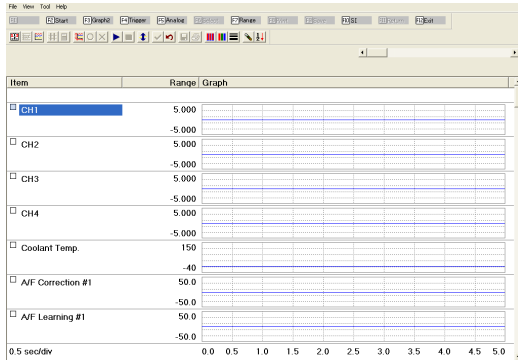 File View Tool Help
F2 Start F3 Graph2 F4 Trigger F5 Analog F7 Range F10 SI F12 Exit
Item Range Graph
CH1 5.000
-5.000
CH2 5.000
-5.000
CH3 5.000
-5.000
CH4 5.000
-5.000
Coolant Temp. 150
-40
A/F Correction #1 50.0
-50.0
A/F Learning #1 50.0
-50.0
0.5 sec/div 0.0 0.5 1.0 1.5 2.0 2.5 3.0 3.5 4.0 4.5 5.0